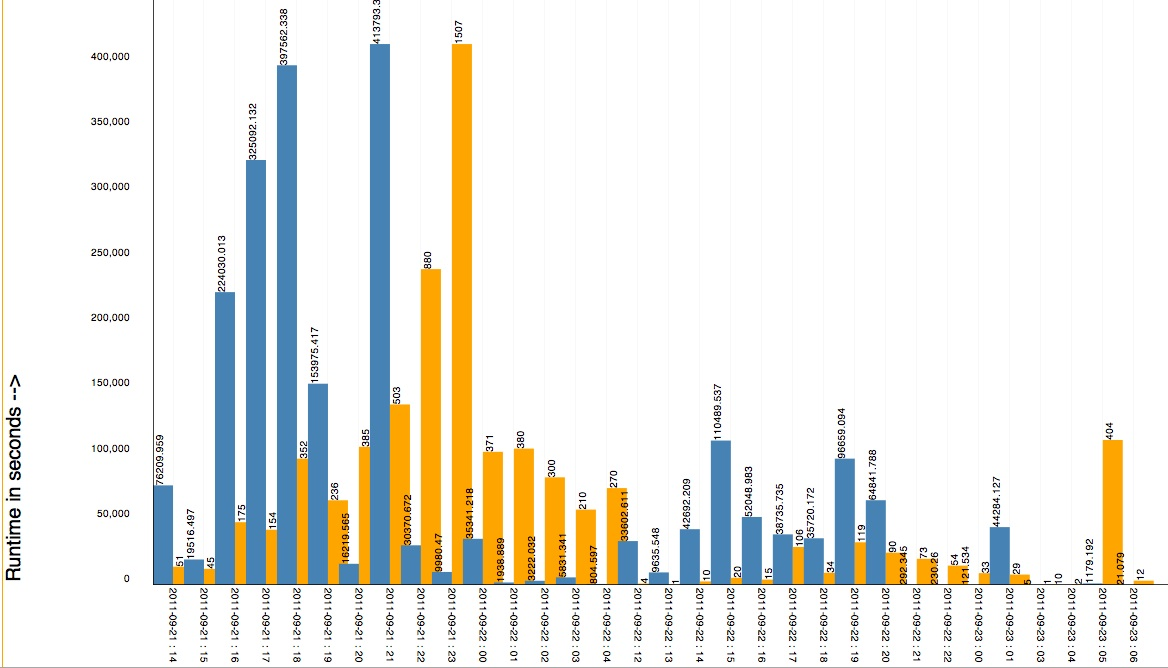 Runtime in seconds -->
400,000
350,000
300,000
250,000
200,000
150,000
100,000
50,000
0
76209.959
51
19516.497
45
224030.013
175
325092.132
154
397562.338
352
153975.417
236
16219.565
385
413793.3
503
30370.672
880
9980.47
1507
35341.218
371
1938.889
380
3222.032
300
5831.341
210
804.597
270
33602.611
4
9635.548
1
42692.209
10
110489.537
20
52048.983
15
38735.735
106
35720.172
34
96659.094
119
64841.788
90
292.345
73
230.26
54
121.534
33
44284.127
29
5
1
10
2
1179.192
404
21.079
12
2011-09-21 : 14
2011-09-21 : 15
2011-09-21 : 16
2011-09-21 : 17
2011-09-21 : 18
2011-09-21 : 19
2011-09-21 : 20
2011-09-21 : 21
2011-09-21 : 22
2011-09-21 : 23
2011-09-22 : 00
2011-09-22 : 01
2011-09-22 : 02
2011-09-22 : 03
2011-09-22 : 04
2011-09-22 : 12
2011-09-22 : 13
2011-09-22 : 14
2011-09-22 : 15
2011-09-22 : 16
2011-09-22 : 17
2011-09-22 : 18
2011-09-22 : 19
2011-09-22 : 20
2011-09-22 : 21
2011-09-22 : 22
2011-09-23 : 00
2011-09-23 : 01
2011-09-23 : 03
2011-09-23 : 04
2011-09-23 : 05
2011-09-23 : 06